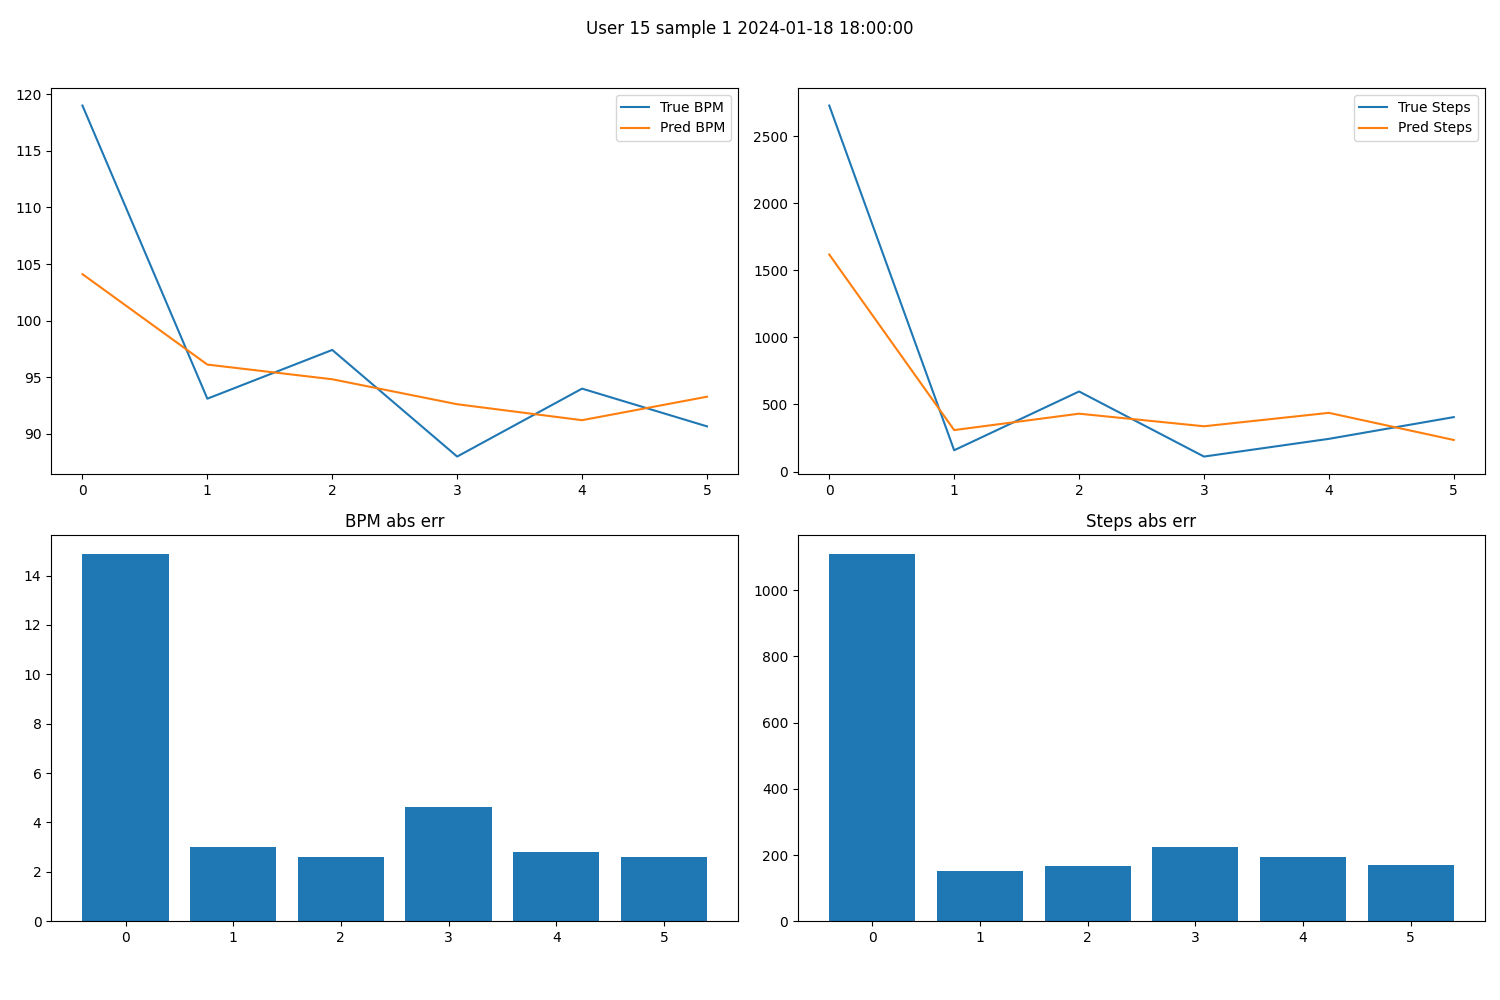 User 15 sample 1 2024-01-18 18:00:00
120
115
110
105
100
95
90
0 1 2 3 4 5
True BPM
Pred BPM
2500
2000
1500
1000
500
0
0 1 2 3 4 5
True Steps
Pred Steps
BPM abs err
14
12
10
8
6
4
2
0
0 1 2 3 4 5
Steps abs err
1000
800
600
400
200
0
0 1 2 3 4 5